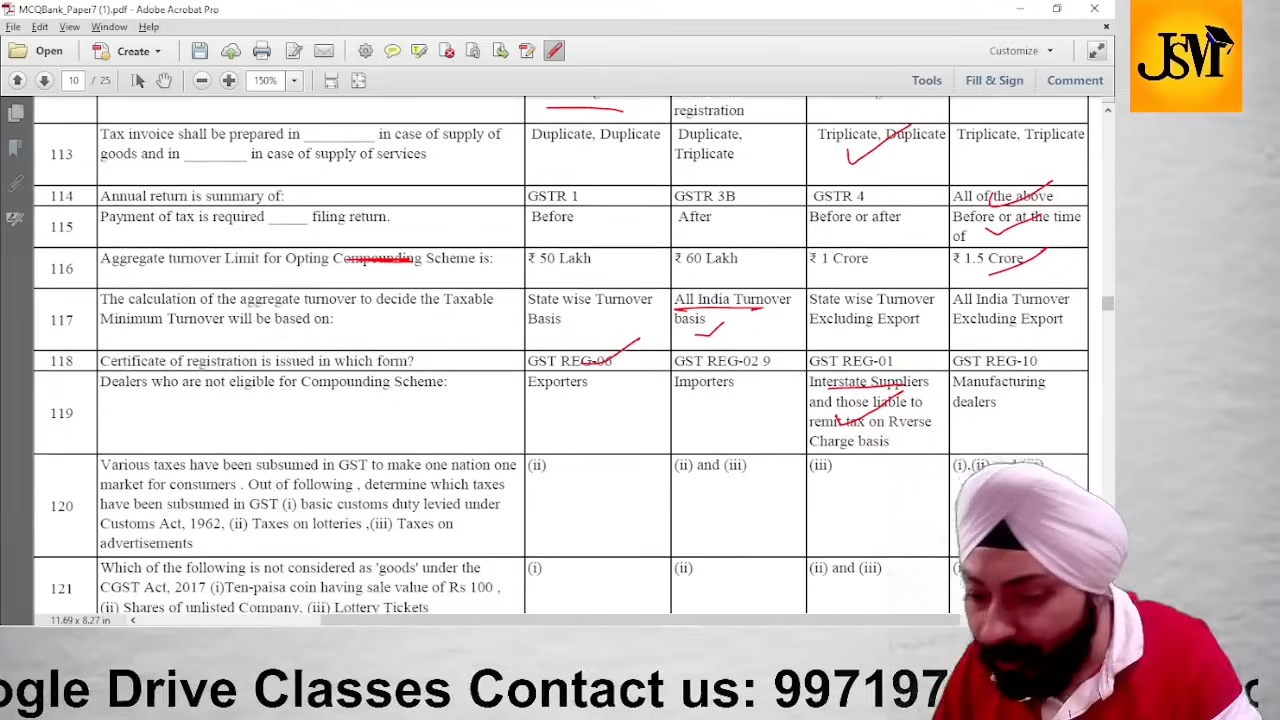 MCQBank_Paper7 (1).pdf - Adobe Acrobat Pro
File Edit View Window Help
Open Create Customize
10 / 25 150% Tools Fill & Sign Comment
JSM
registration
113 Tax invoice shall be prepared in __________ in case of supply of goods and in _________ in case of supply of services
Duplicate, Duplicate
Duplicate, Triplicate
Triplicate, Duplicate
Triplicate, Triplicate
114 Annual return is summary of:
GSTR 1
GSTR 3B
GSTR 4
All of the above
115 Payment of tax is required _____ filing return.
Before
After
Before or after
Before or at the time of
116 Aggregate turnover Limit for Opting Compounding Scheme is:
₹ 50 Lakh
₹ 60 Lakh
₹ 1 Crore
₹ 1.5 Crore
117 The calculation of the aggregate turnover to decide the Taxable Minimum Turnover will be based on:
State wise Turnover Basis
All India Turnover basis
State wise Turnover Excluding Export
All India Turnover Excluding Export
118 Certificate of registration is issued in which form?
GST REG-06
GST REG-02 9
GST REG-01
GST REG-10
119 Dealers who are not eligible for Compounding Scheme:
Exporters
Importers
Interstate Suppliers and those liable to remit tax on Rverse Charge basis
Manufacturing dealers
120 Various taxes have been subsumed in GST to make one nation one market for consumers . Out of following , determine which taxes have been subsumed in GST (i) basic customs duty levied under Customs Act, 1962, (ii) Taxes on lotteries ,(iii) Taxes on advertisements
(ii)
(ii) and (iii)
(iii)
(i),(ii) and (iii)
121 Which of the following is not considered as 'goods' under the CGST Act, 2017 (i)Ten-paisa coin having sale value of Rs 100 , (ii) Shares of unlisted Company, (iii) Lottery Tickets
(i)
(ii)
(ii) and (iii)
11.69 x 8.27 in
ogle Drive Classes Contact us: 997197